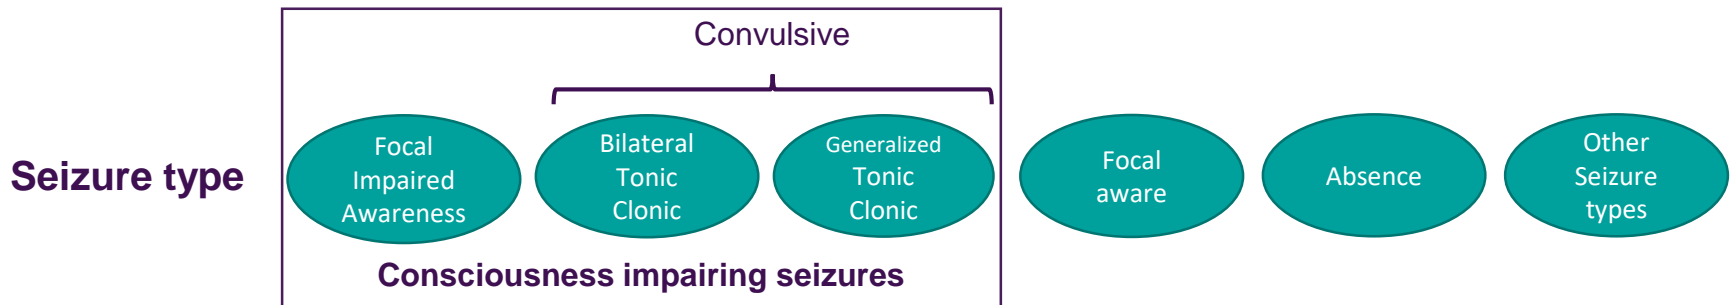 Convulsive
Seizure type
Focal
Impaired
Awareness
Bilateral
Tonic
Clonic
Generalized
Tonic
Clonic
Focal
aware
Absence
Other
Seizure
types
Consciousness impairing seizures